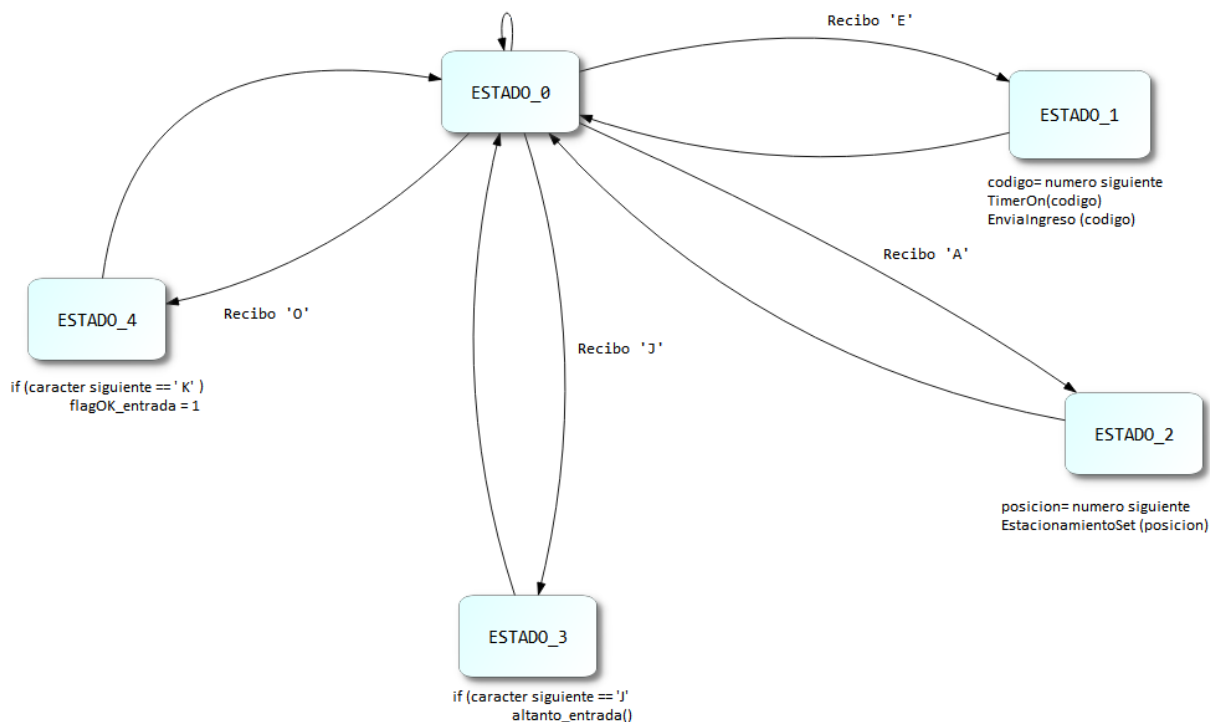 Recibo 'E'
ESTADO_0
ESTADO_1
codigo= numero siguiente
TimerOn(codigo)
EnviaIngreso (codigo)
Recibo 'A'
ESTADO_4
Recibo 'O'
if (caracter siguiente == ' K' )
flagOK_entrada = 1
Recibo 'J'
ESTADO_2
posicion= numero siguiente
EstacionamientoSet (posicion)
ESTADO_3
if (caracter siguiente == 'J'
altanto_entrada()